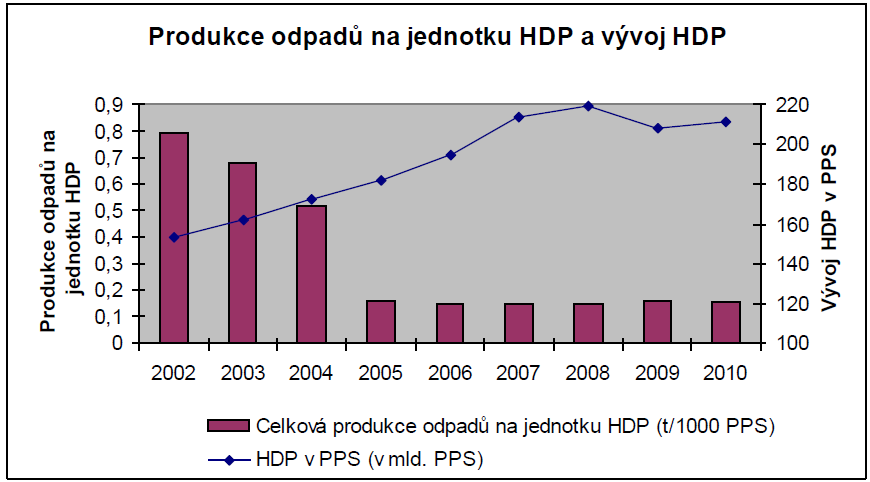 Produkce odpadů na jednotku HDP a vývoj HDP
Produkce odpadů na
jednotku HDP
0,9
0,8
0,7
0,6
0,5
0,4
0,3
0,2
0,1
0
220
200
180
160
140
120
100
Vývoj HDP v PPS
2002 2003 2004 2005 2006 2007 2008 2009 2010
Celková produkce odpadů na jednotku HDP (t/1000 PPS)
HDP v PPS (v mld. PPS)